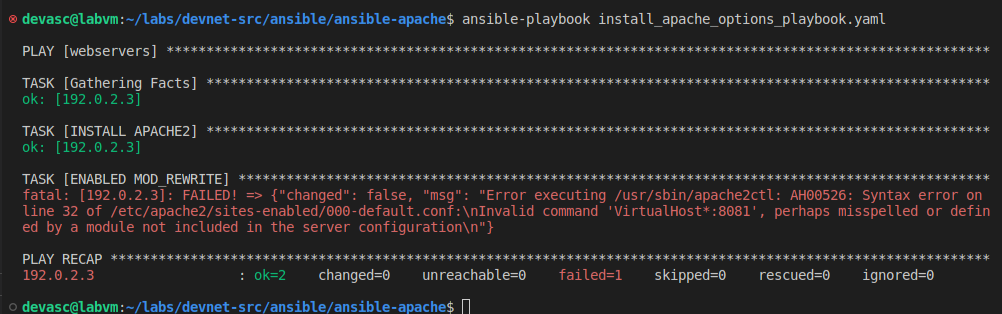 devasc@labvm:~/labs/devnet-src/ansible/ansible-apache$ ansible-playbook install_apache_options_playbook.yaml
PLAY [webservers] ******************************************************************************************************
TASK [Gathering Facts] *************************************************************************************************
ok: [192.0.2.3]
TASK [INSTALL APACHE2] *************************************************************************************************
ok: [192.0.2.3]
TASK [ENABLED MOD_REWRITE] *********************************************************************************************
fatal: [192.0.2.3]: FAILED! => {"changed": false, "msg": "Error executing /usr/sbin/apache2ctl: AH00526: Syntax error on
line 32 of /etc/apache2/sites-enabled/000-default.conf:\nInvalid command 'VirtualHost*:8081', perhaps misspelled or defin
ed by a module not included in the server configuration\n"}
PLAY RECAP *************************************************************************************************************
192.0.2.3 : ok=2 changed=0 unreachable=0 failed=1 skipped=0 rescued=0 ignored=0
devasc@labvm:~/labs/devnet-src/ansible/ansible-apache$